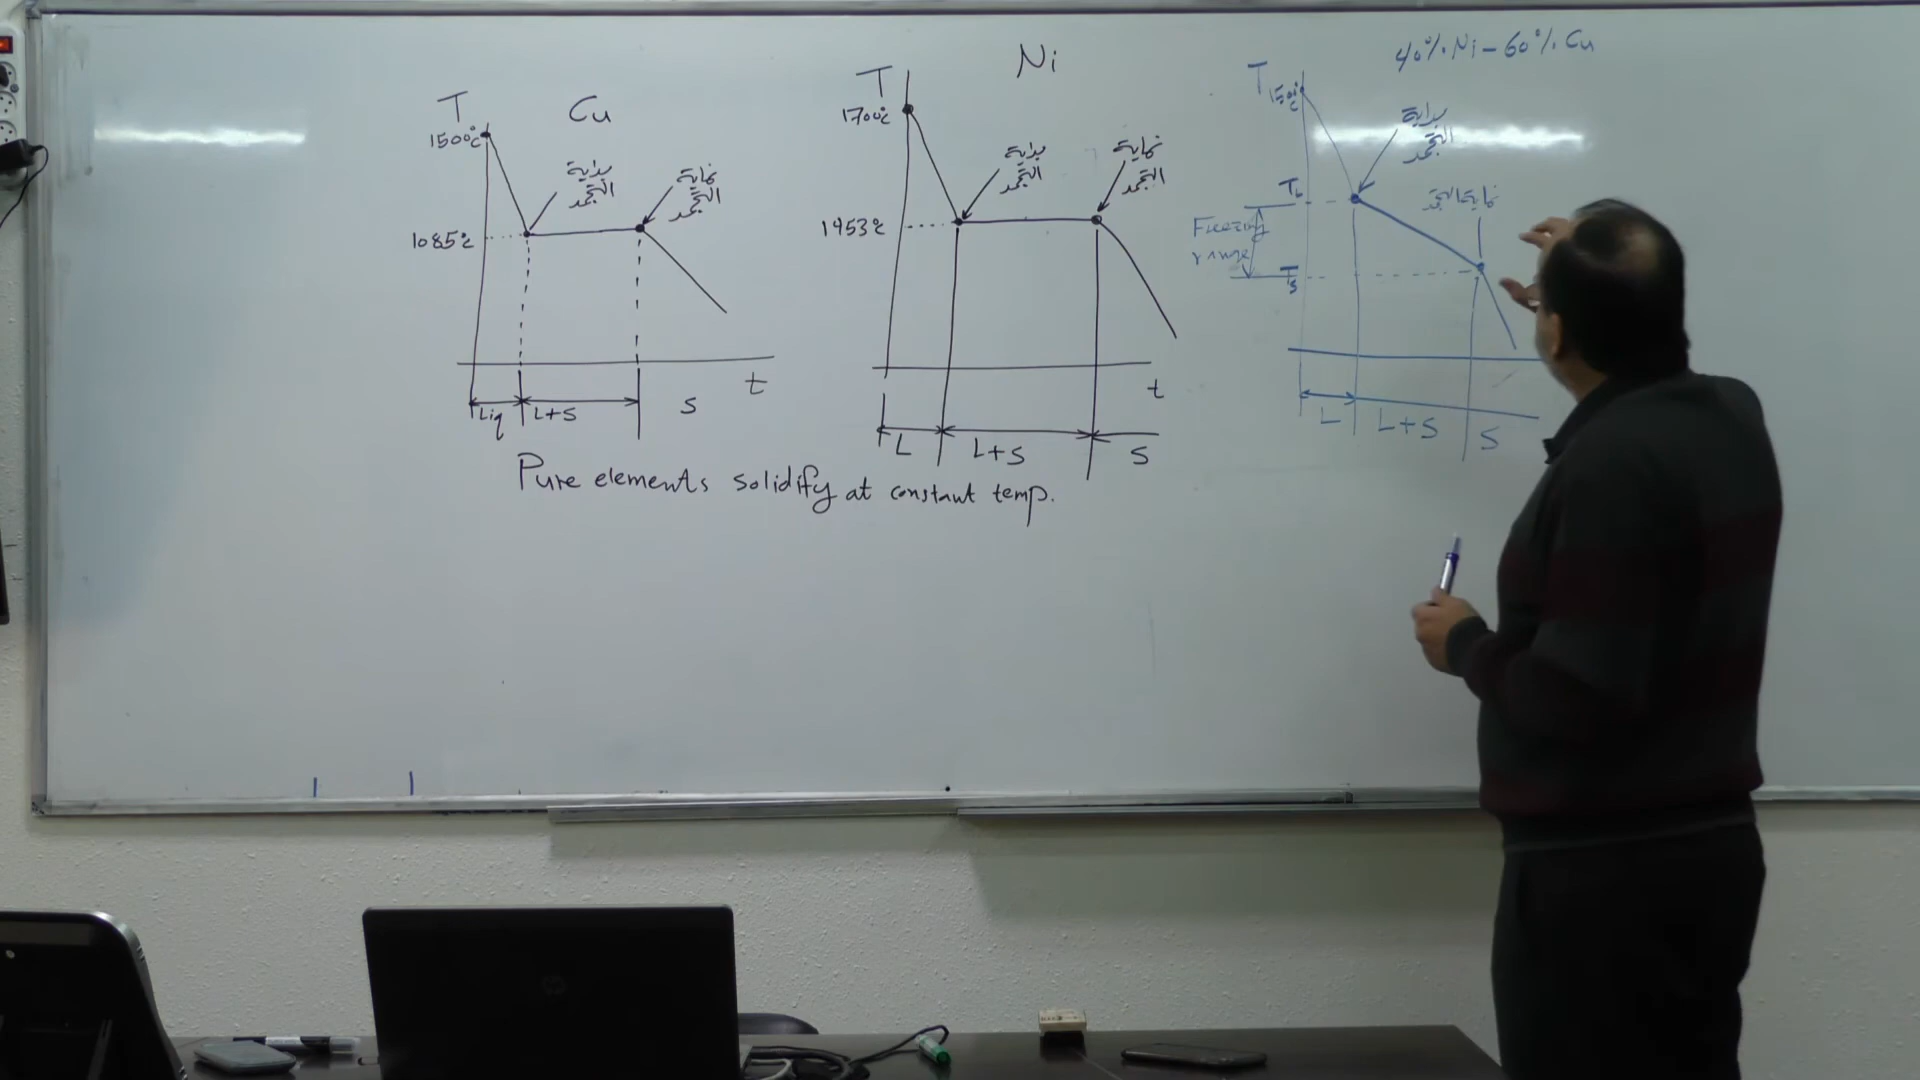 Cu
T
1500°c
بداية
التجمد
نهاية
التجمد
1085°c
t
Liq
L+S
S
Ni
T
1700°c
بداية
التجمد
نهاية
التجمد
1453°c
t
L
L+S
S
Pure elements solidify at constant temp.
40% Ni - 60% Cu
T
بداية
التجمد
نهاية التجمد
TL
Freezing
range
Ts
L
L+S
S